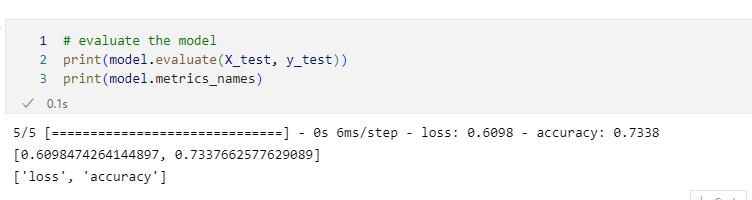 1 # evaluate the model
2 print(model.evaluate(X_test, y_test))
3 print(model.metrics_names)
✓ 0.1s
5/5 [==============================] - 0s 6ms/step - loss: 0.6098 - accuracy: 0.7338
[0.6098474264144897, 0.7337662577629089]
['loss', 'accuracy']